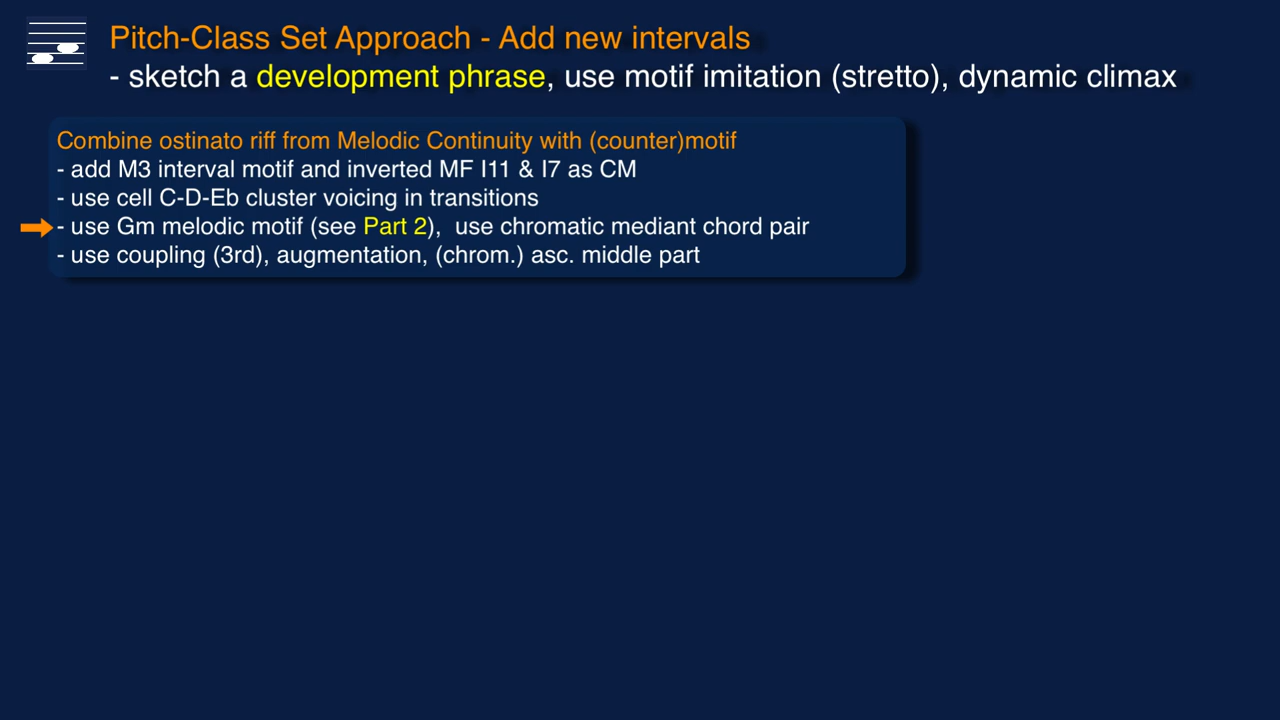 Pitch-Class Set Approach - Add new intervals
- sketch a development phrase, use motif imitation (stretto), dynamic climax
Combine ostinato riff from Melodic Continuity with (counter)motif
- add M3 interval motif and inverted MF I11 & I7 as CM
- use cell C-D-Eb cluster voicing in transitions
- use Gm melodic motif (see Part 2),  use chromatic mediant chord pair
- use coupling (3rd), augmentation, (chrom.) asc. middle part